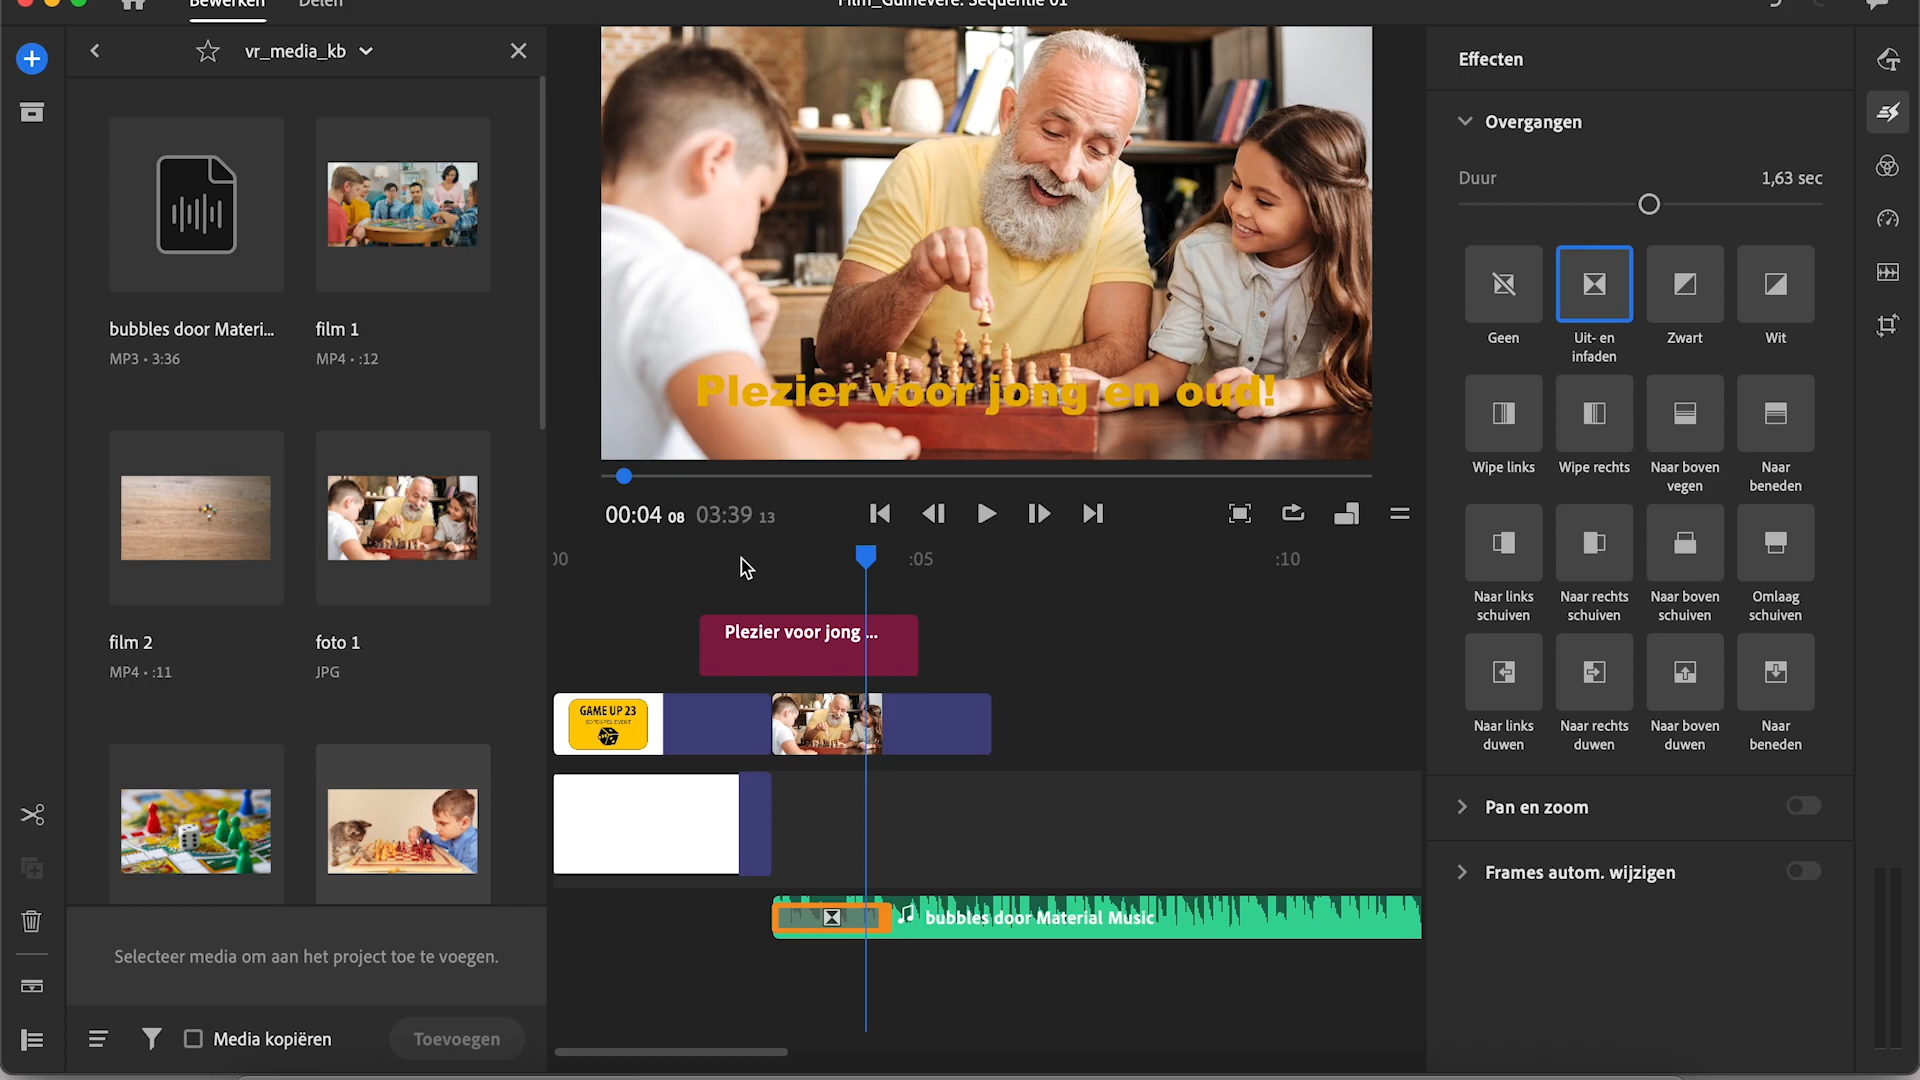 Bewerken
Delen
Film_Guinevere: Sequentie 01
vr_media_kb
Effecten
Overgangen
Duur
1,63 sec
Geen
Uit- en
infaden
Zwart
Wit
Wipe links
Wipe rechts
Naar boven
vegen
Naar
beneden
Naar links
schuiven
Naar rechts
schuiven
Naar boven
schuiven
Omlaag
schuiven
Naar links
duwen
Naar rechts
duwen
Naar boven
duwen
Naar
beneden
Pan en zoom
Frames autom. wijzigen
bubbles door Materi...
MP3 • 3:36
film 1
MP4 • :12
film 2
MP4 • :11
foto 1
JPG
Selecteer media om aan het project toe te voegen.
Media kopiëren
Toevoegen
Plezier voor jong en oud!
00:04 08
03:39 13
:05
:10
Plezier voor jong ...
GAME UP 23
bubbles door Material Music